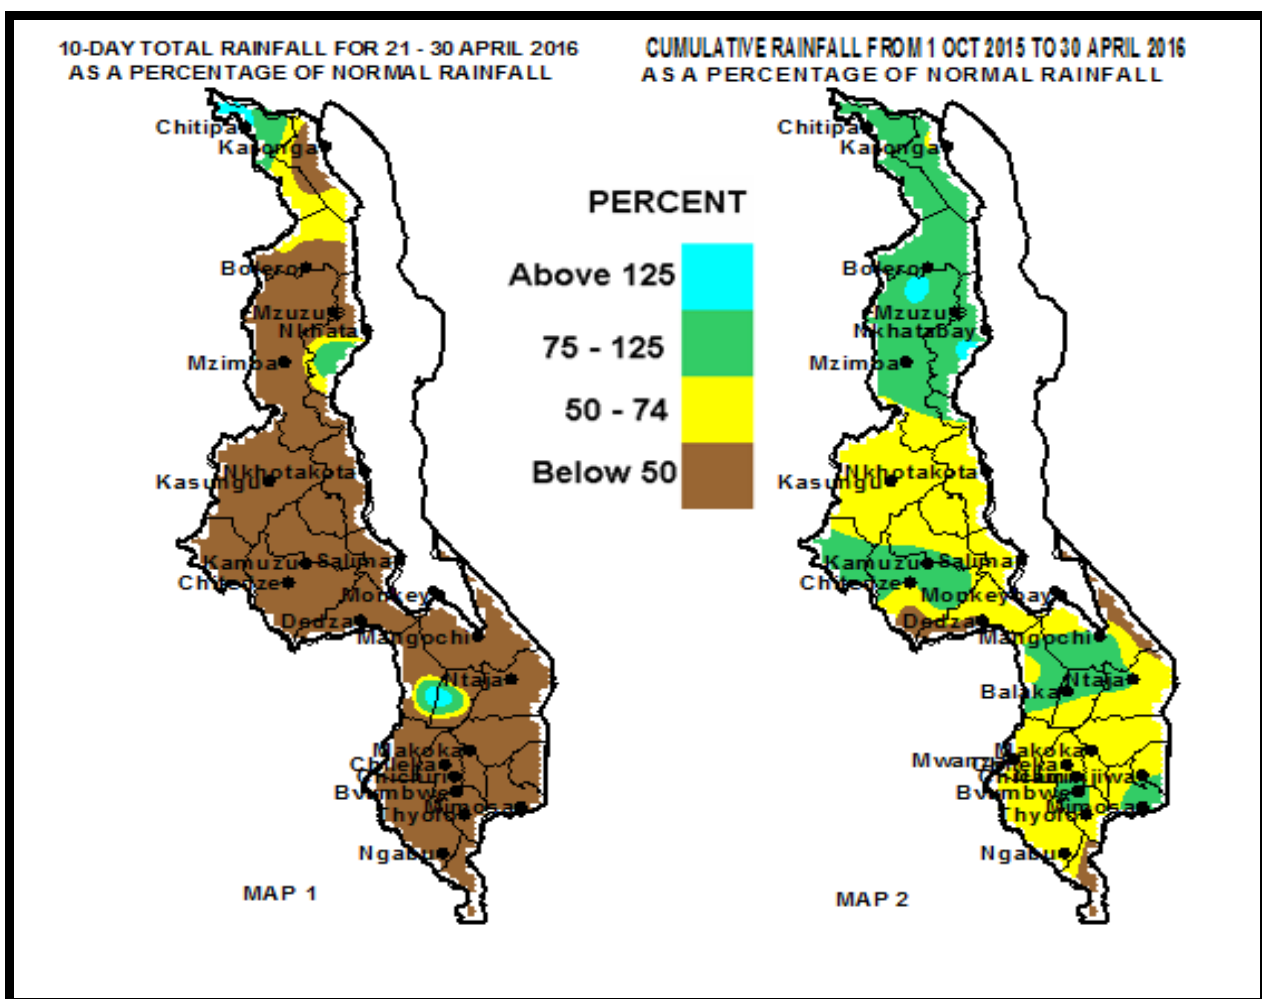 10-DAY TOTAL RAINFALL FOR 21 - 30 APRIL 2016
AS A PERCENTAGE OF NORMAL RAINFALL
CUMULATIVE RAINFALL FROM 1 OCT 2015 TO 30 APRIL 2016
AS A PERCENTAGE OF NORMAL RAINFALL
Chitipa
Karonga
Bolero
Mzuzu
Nkhata
Mzimba
Nkhotakota
Kasungu
Kamuzu
Salima
Chitedze
Monkey
Dedza
Mangochi
Ntaja
Makoka
Chileka
Chichiri
Bvumbwe
Mimosa
Thyolo
Ngabu
MAP 1
PERCENT
Above 125
75 - 125
50 - 74
Below 50
Chitipa
Karonga
Bolero
Mzuzu
Nkhatabay
Mzimba
Nkhotakota
Kasungu
Kamuzu
Salima
Chitedze
Monkeybay
Dedza
Mangochi
Ntaja
Balaka
Makoka
Mwanza
Chileka
Bvumbwe
Mimosa
Thyolo
Ngabu
MAP 2